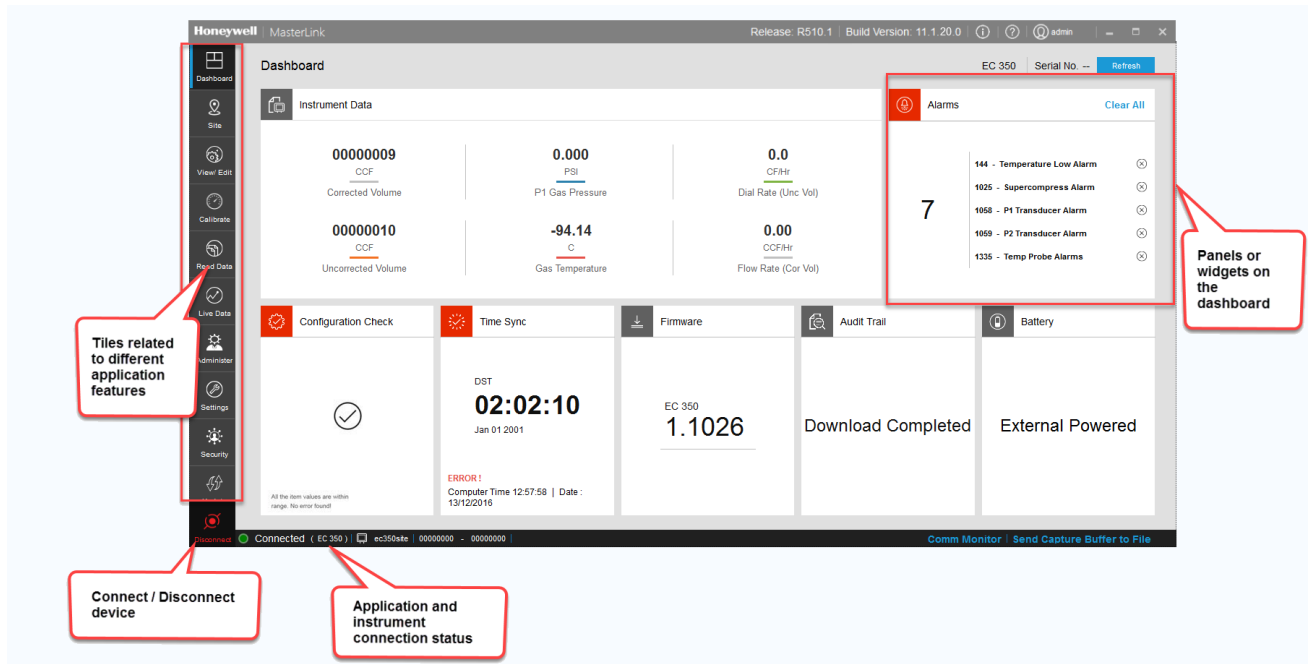 Honeywell | MasterLink
Release: R510.1 | Build Version: 11.1.20.0
admin
Dashboard
Site
View/ Edit
Calibrate
Read Data
Live Data
Administer
Settings
Security
Disconnect
Dashboard
EC 350
Serial No. --
Refresh
Instrument Data
00000009
CCF
Corrected Volume
0.000
PSI
P1 Gas Pressure
0.0
CF/Hr
Dial Rate (Unc Vol)
00000010
CCF
Uncorrected Volume
-94.14
C
Gas Temperature
0.00
CCF/Hr
Flow Rate (Cor Vol)
Alarms
Clear All
7
144 - Temperature Low Alarm
1025 - Supercompress Alarm
1058 - P1 Transducer Alarm
1059 - P2 Transducer Alarm
1335 - Temp Probe Alarms
Configuration Check
All the item values are within
range. No error found!
Time Sync
DST
02:02:10
Jan 01 2001
ERROR !
Computer Time 12:57:58 | Date :
13/12/2016
Firmware
EC 350
1.1026
Audit Trail
Download Completed
Battery
External Powered
Connected ( EC 350 ) | ec350site | 00000000 - 00000000 |
Comm Monitor | Send Capture Buffer to File
Panels or
widgets on
the
dashboard
Tiles related
to different
application
features
Connect / Disconnect
device
Application and
instrument
connection status